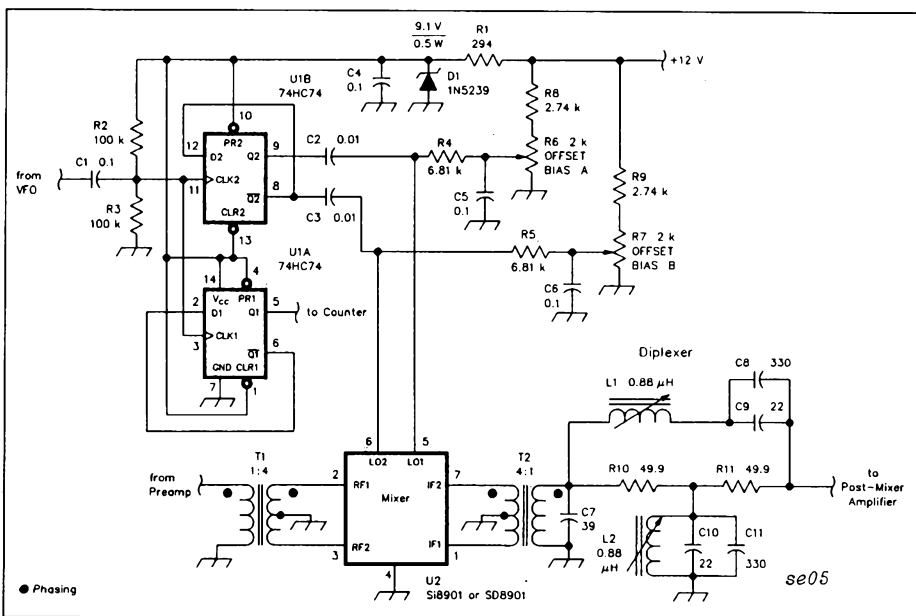 9.1 V
0.5 W
R1
294
+12 V
C4
0.1
D1
1N5239
U1B
74HC74
R8
2.74 k
R2
100 k
10
PR2
12
D2
Q2
9
C2
0.01
R4
6.81 k
R6 2 k
OFFSET
BIAS A
C1 0.1
from
VFO
11
CLK2
Q2
8
C3
0.01
C5
0.1
R9
2.74 k
R3
100 k
CLR2
13
U1A
74HC74
R5
6.81 k
R7 2 k
OFFSET
BIAS B
14
4
VCC
PR1
2
D1
Q1
5
to Counter
C6
0.1
3
CLK1
Q1
6
GND
CLR1
7
1
Diplexer
C8
330
L1 0.88 µH
C9
22
6
5
T1
1:4
LO2
LO1
T2
4:1
from
Preamp
2
RF1
IF2
7
Mixer
R10
49.9
R11
49.9
to
Post-Mixer
Amplifier
C7
39
3
RF2
IF1
1
L2
0.88
µH
C10
22
C11
330
4
U2
Si8901 or SD8901
Phasing
se05